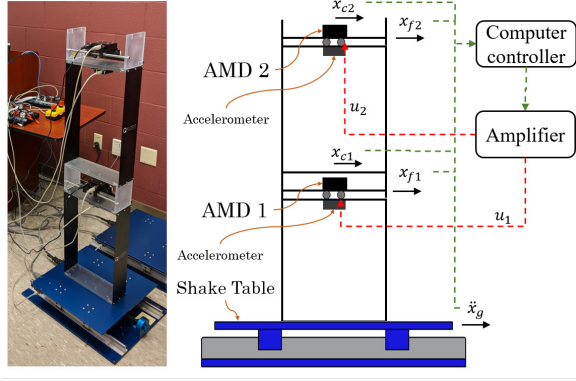 x_{c2}
x_{f2}
Computer
controller
AMD 2
Accelerometer
u_2
Amplifier
x_{c1}
x_{f1}
AMD 1
u_1
Accelerometer
Shake Table
ẍ_g